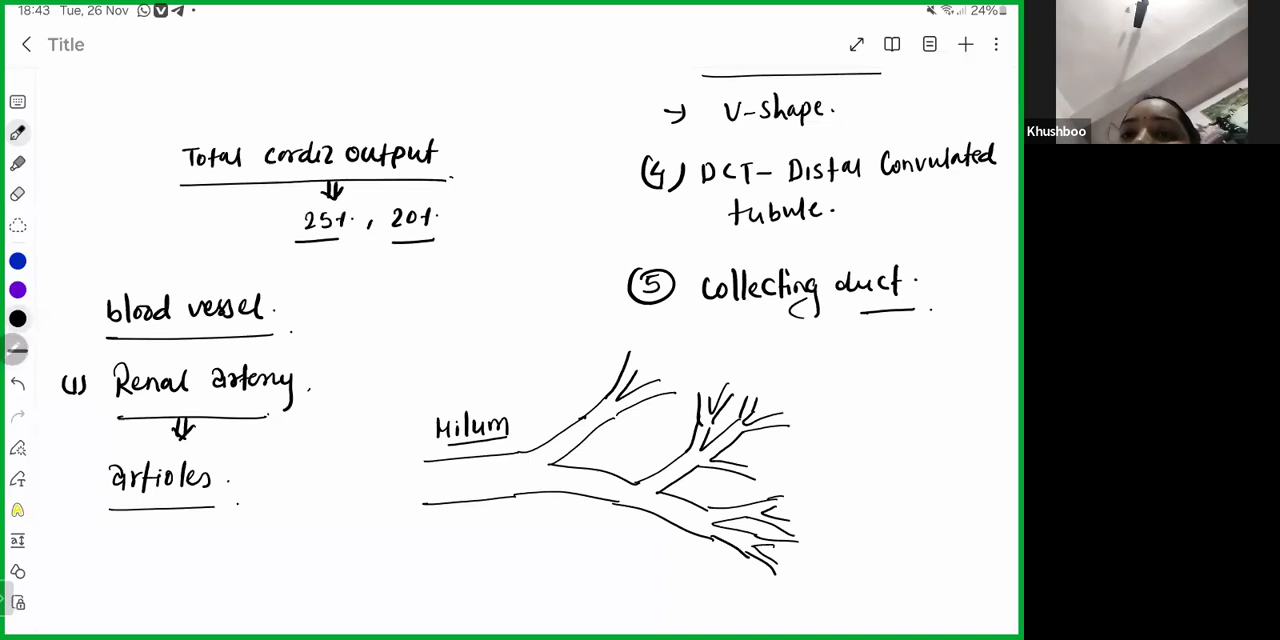 18:43 Tue, 26 Nov
24%
Title
Total cordiz output
25%, 20%
blood vessel.
(1) Renal artery.
artioles.
Hilum
→ U-shape.
(4) DCT- Distal Convulated
tubule.
(5) Collecting duct.
Khushboo